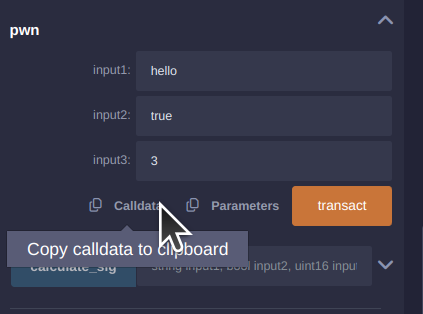 pwn
input1: hello
input2: true
input3: 3
Calldata Parameters transact
Copy calldata to clipboard
calculate_sig string input1, bool input2, uint16 input